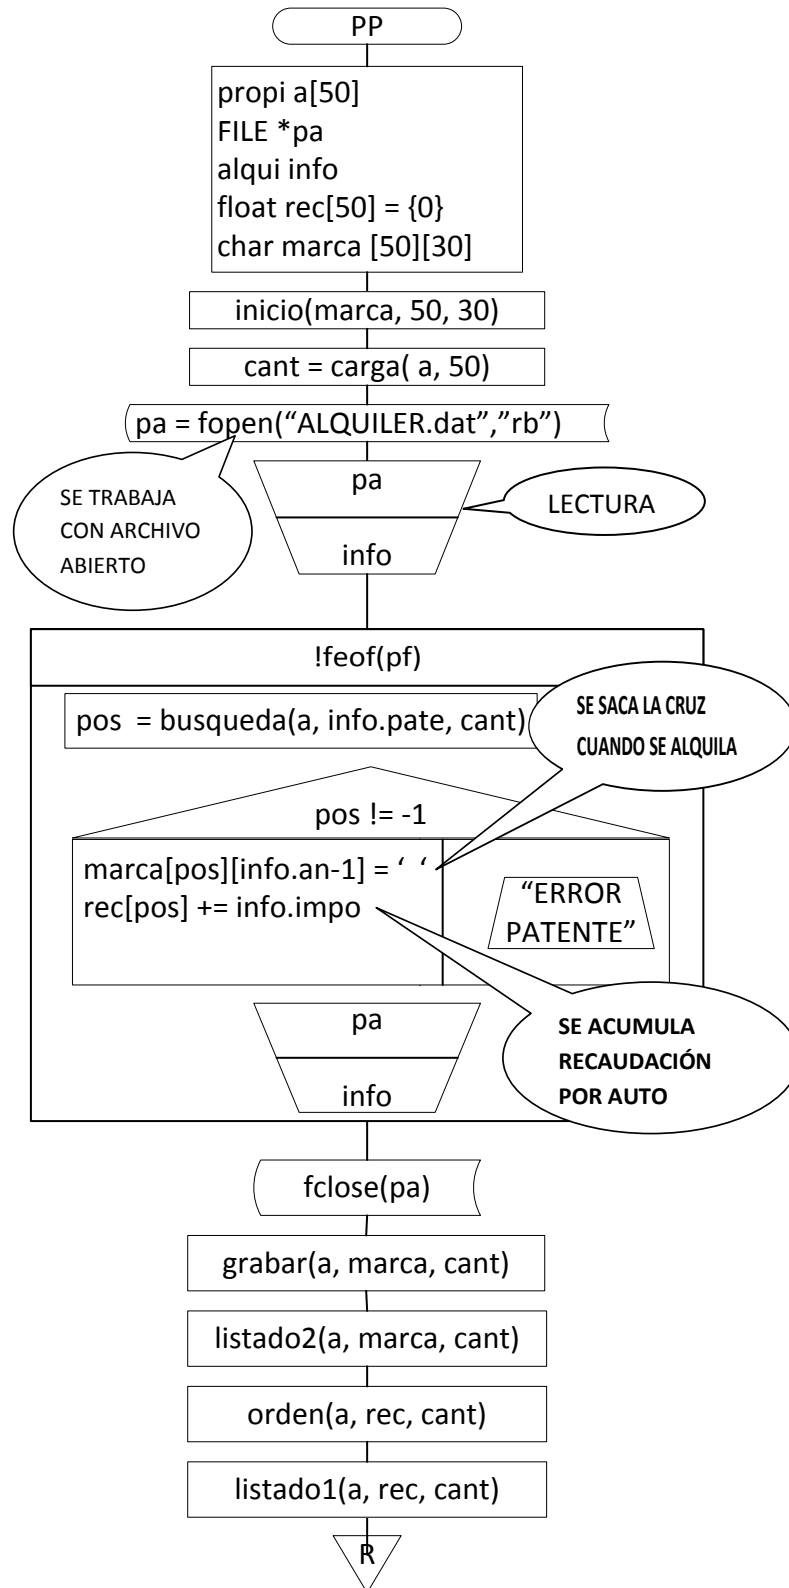 PP
propi a[50]
FILE *pa
alqui info
float rec[50] = {0}
char marca [50][30]
inicio(marca, 50, 30)
cant = carga( a, 50)
pa = fopen(“ALQUILER.dat”,”rb”)
SE TRABAJA
CON ARCHIVO
ABIERTO
pa
info
LECTURA
!feof(pf)
pos = busqueda(a, info.pate, cant)
SE SACA LA CRUZ
CUANDO SE ALQUILA
pos != -1
marca[pos][info.an-1] = ‘ ‘
rec[pos] += info.impo
“ERROR
PATENTE”
pa
info
SE ACUMULA
RECAUDACIÓN
POR AUTO
fclose(pa)
grabar(a, marca, cant)
listado2(a, marca, cant)
orden(a, rec, cant)
listado1(a, rec, cant)
R